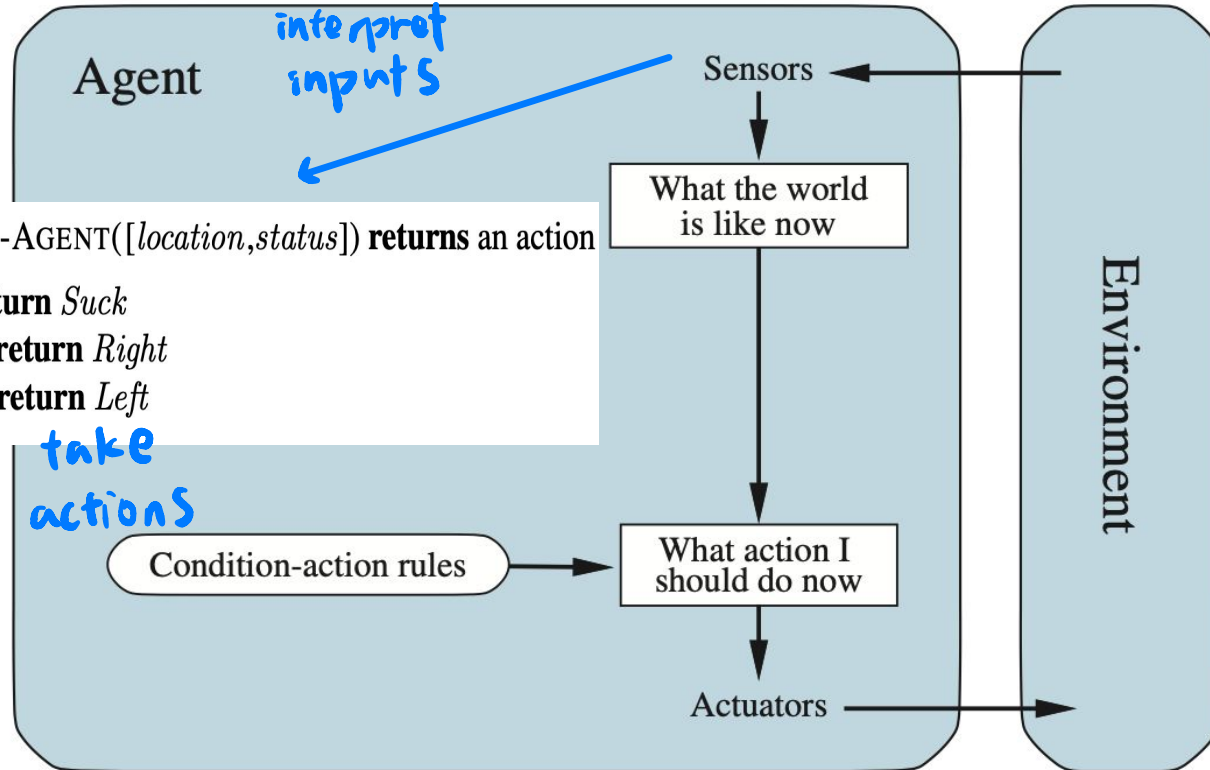 interpret
inputs
Agent
Sensors
What the world
is like now
-AGENT([location,status]) returns an action
turn Suck
return Right
return Left
take
actions
Condition-action rules
What action I
should do now
Actuators
Environment